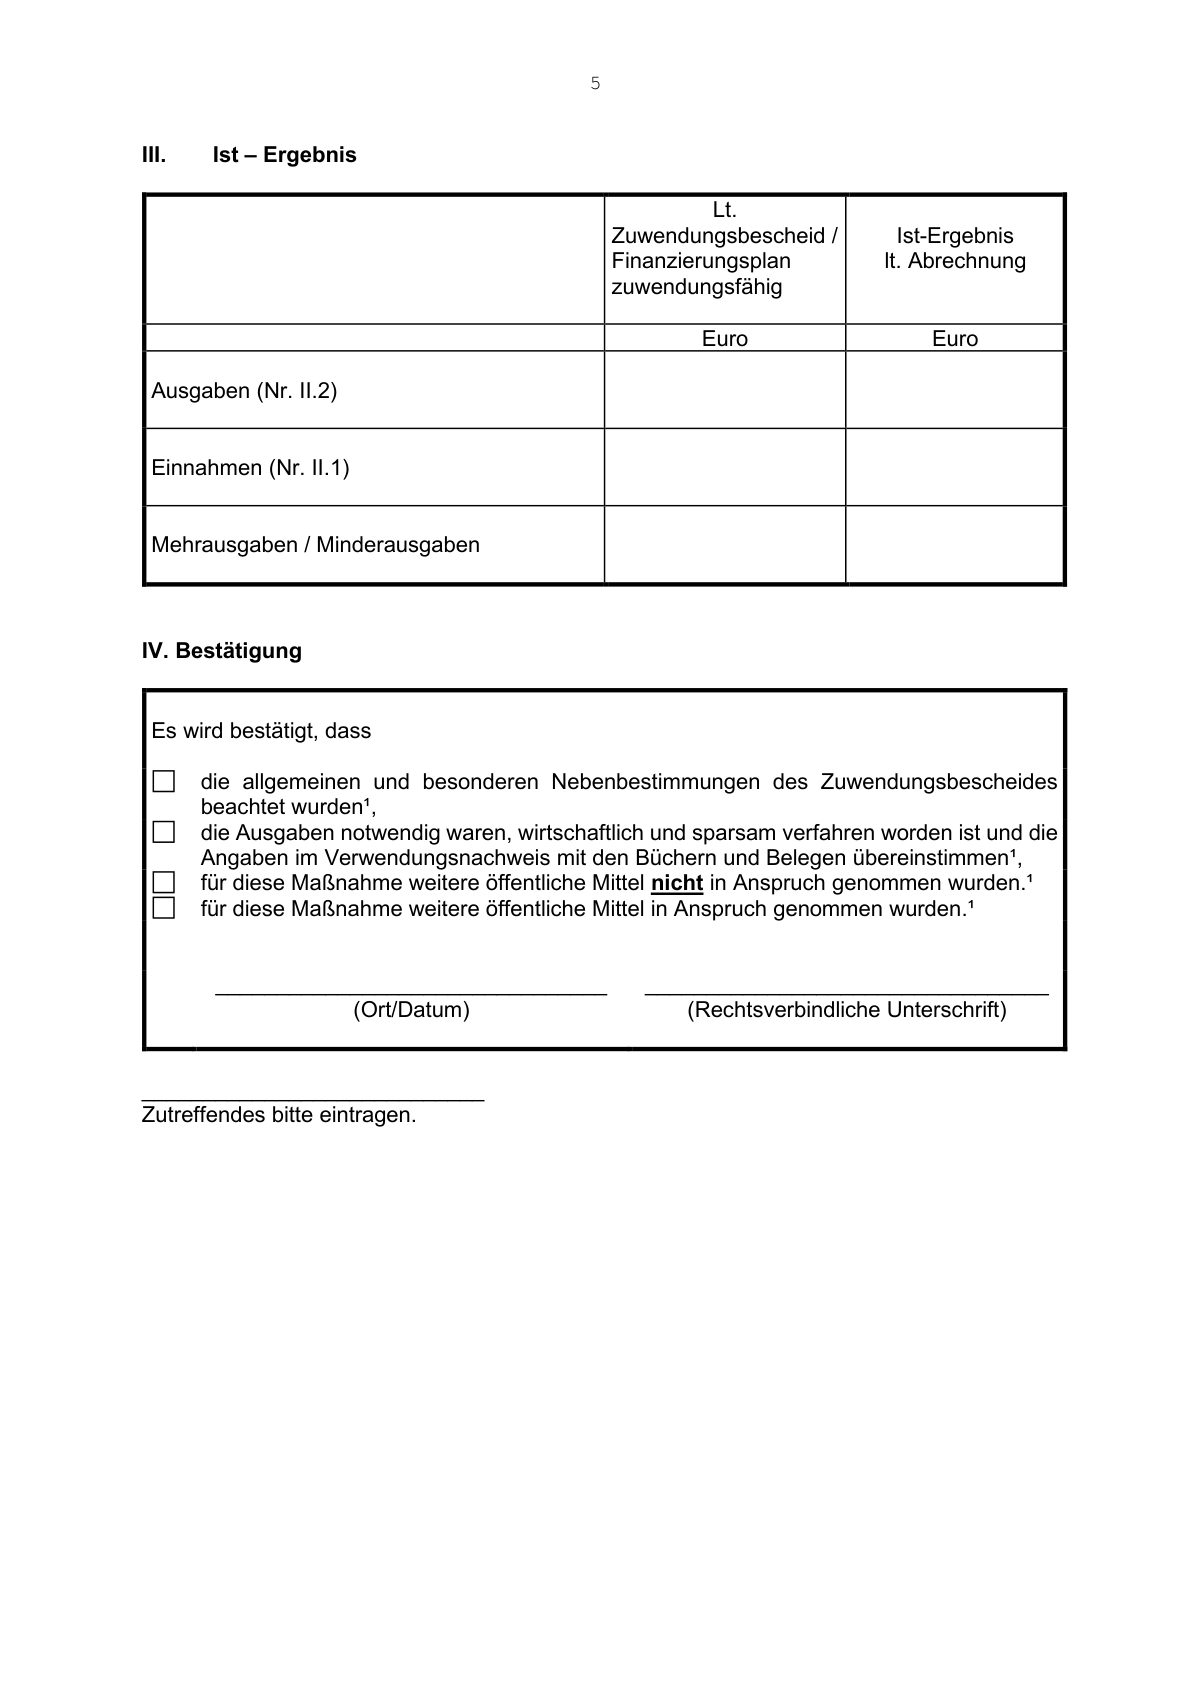 5
III. Ist – Ergebnis
Lt.
Zuwendungsbescheid /
Finanzierungsplan
zuwendungsfähig
Ist-Ergebnis
lt. Abrechnung
Euro Euro
Ausgaben (Nr. II.2)
Einnahmen (Nr. II.1)
Mehrausgaben / Minderausgaben
IV. Bestätigung
Es wird bestätigt, dass
die allgemeinen und besonderen Nebenbestimmungen des Zuwendungsbescheides
beachtet wurden¹,
die Ausgaben notwendig waren, wirtschaftlich und sparsam verfahren worden ist und die
Angaben im Verwendungsnachweis mit den Büchern und Belegen übereinstimmen¹,
für diese Maßnahme weitere öffentliche Mittel nicht in Anspruch genommen wurden.¹
für diese Maßnahme weitere öffentliche Mittel in Anspruch genommen wurden.¹
(Ort/Datum) (Rechtsverbindliche Unterschrift)
Zutreffendes bitte eintragen.